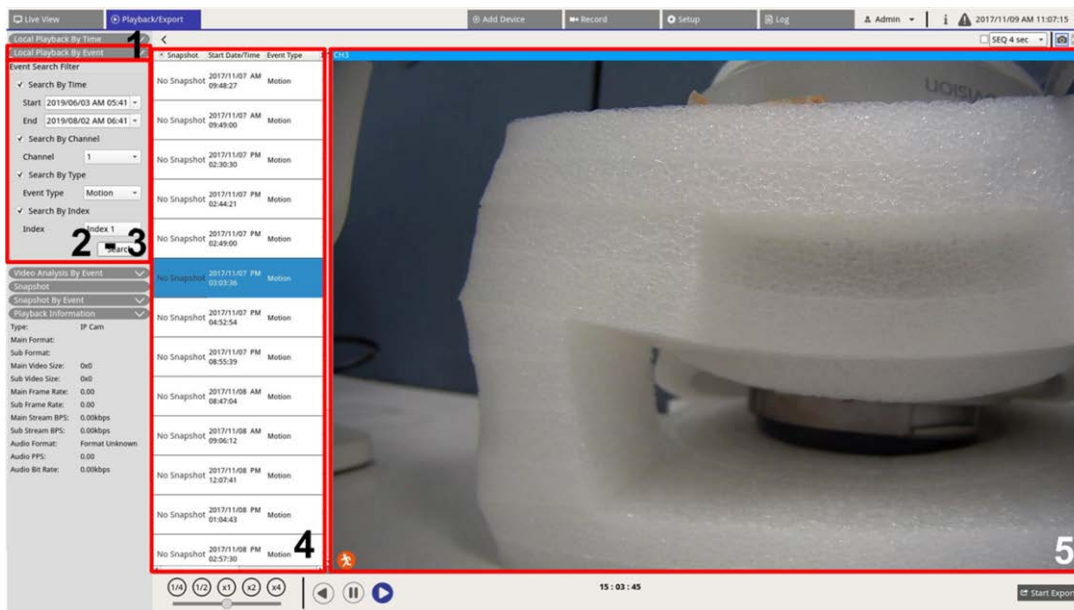 Live View
Playback/Export
Add Device
Record
Setup
Log
Admin
i
2017/11/09 AM 11:07:15
Local Playback By Time
1
SEQ 4 sec
Local Playback By Event
Snapshot Start Date/Time Event Type
CH3
Event Search Filter
Search By Time
Start 2019/06/03 AM 05:41
End 2019/08/02 AM 06:41
Search By Channel
Channel 1
Search By Type
Event Type Motion
Search By Index
Index Index 1
2 - 3
Search
Video Analysis By Event
Snapshot
Snapshot By Event
Playback Information
Type: IP Cam
Main Format:
Sub Format:
Main Video Size: 0x0
Sub Video Size: 0x0
Main Frame Rate: 0.00
Sub Frame Rate: 0.00
Main Stream BPS: 0.00kbps
Sub Stream BPS: 0.00kbps
Audio Format: Format Unknown
Audio PPS: 0.00
Audio Bit Rate: 0.00kbps
No Snapshot 2017/11/07 AM 09:48:27 Motion
No Snapshot 2017/11/07 AM 09:49:00 Motion
No Snapshot 2017/11/07 PM 02:30:30 Motion
No Snapshot 2017/11/07 PM 02:44:21 Motion
No Snapshot 2017/11/07 PM 02:49:00 Motion
No Snapshot 2017/11/07 PM 03:03:36 Motion
No Snapshot 2017/11/07 PM 04:52:54 Motion
No Snapshot 2017/11/07 PM 08:55:39 Motion
No Snapshot 2017/11/08 AM 08:47:04 Motion
No Snapshot 2017/11/08 AM 09:06:12 Motion
No Snapshot 2017/11/08 PM 12:07:41 Motion
No Snapshot 2017/11/08 PM 01:04:43 Motion
No Snapshot 2017/11/08 PM 02:57:30 Motion
4
5
1/4 1/2 x1 x2 x4
15 : 03 : 45
Start Export